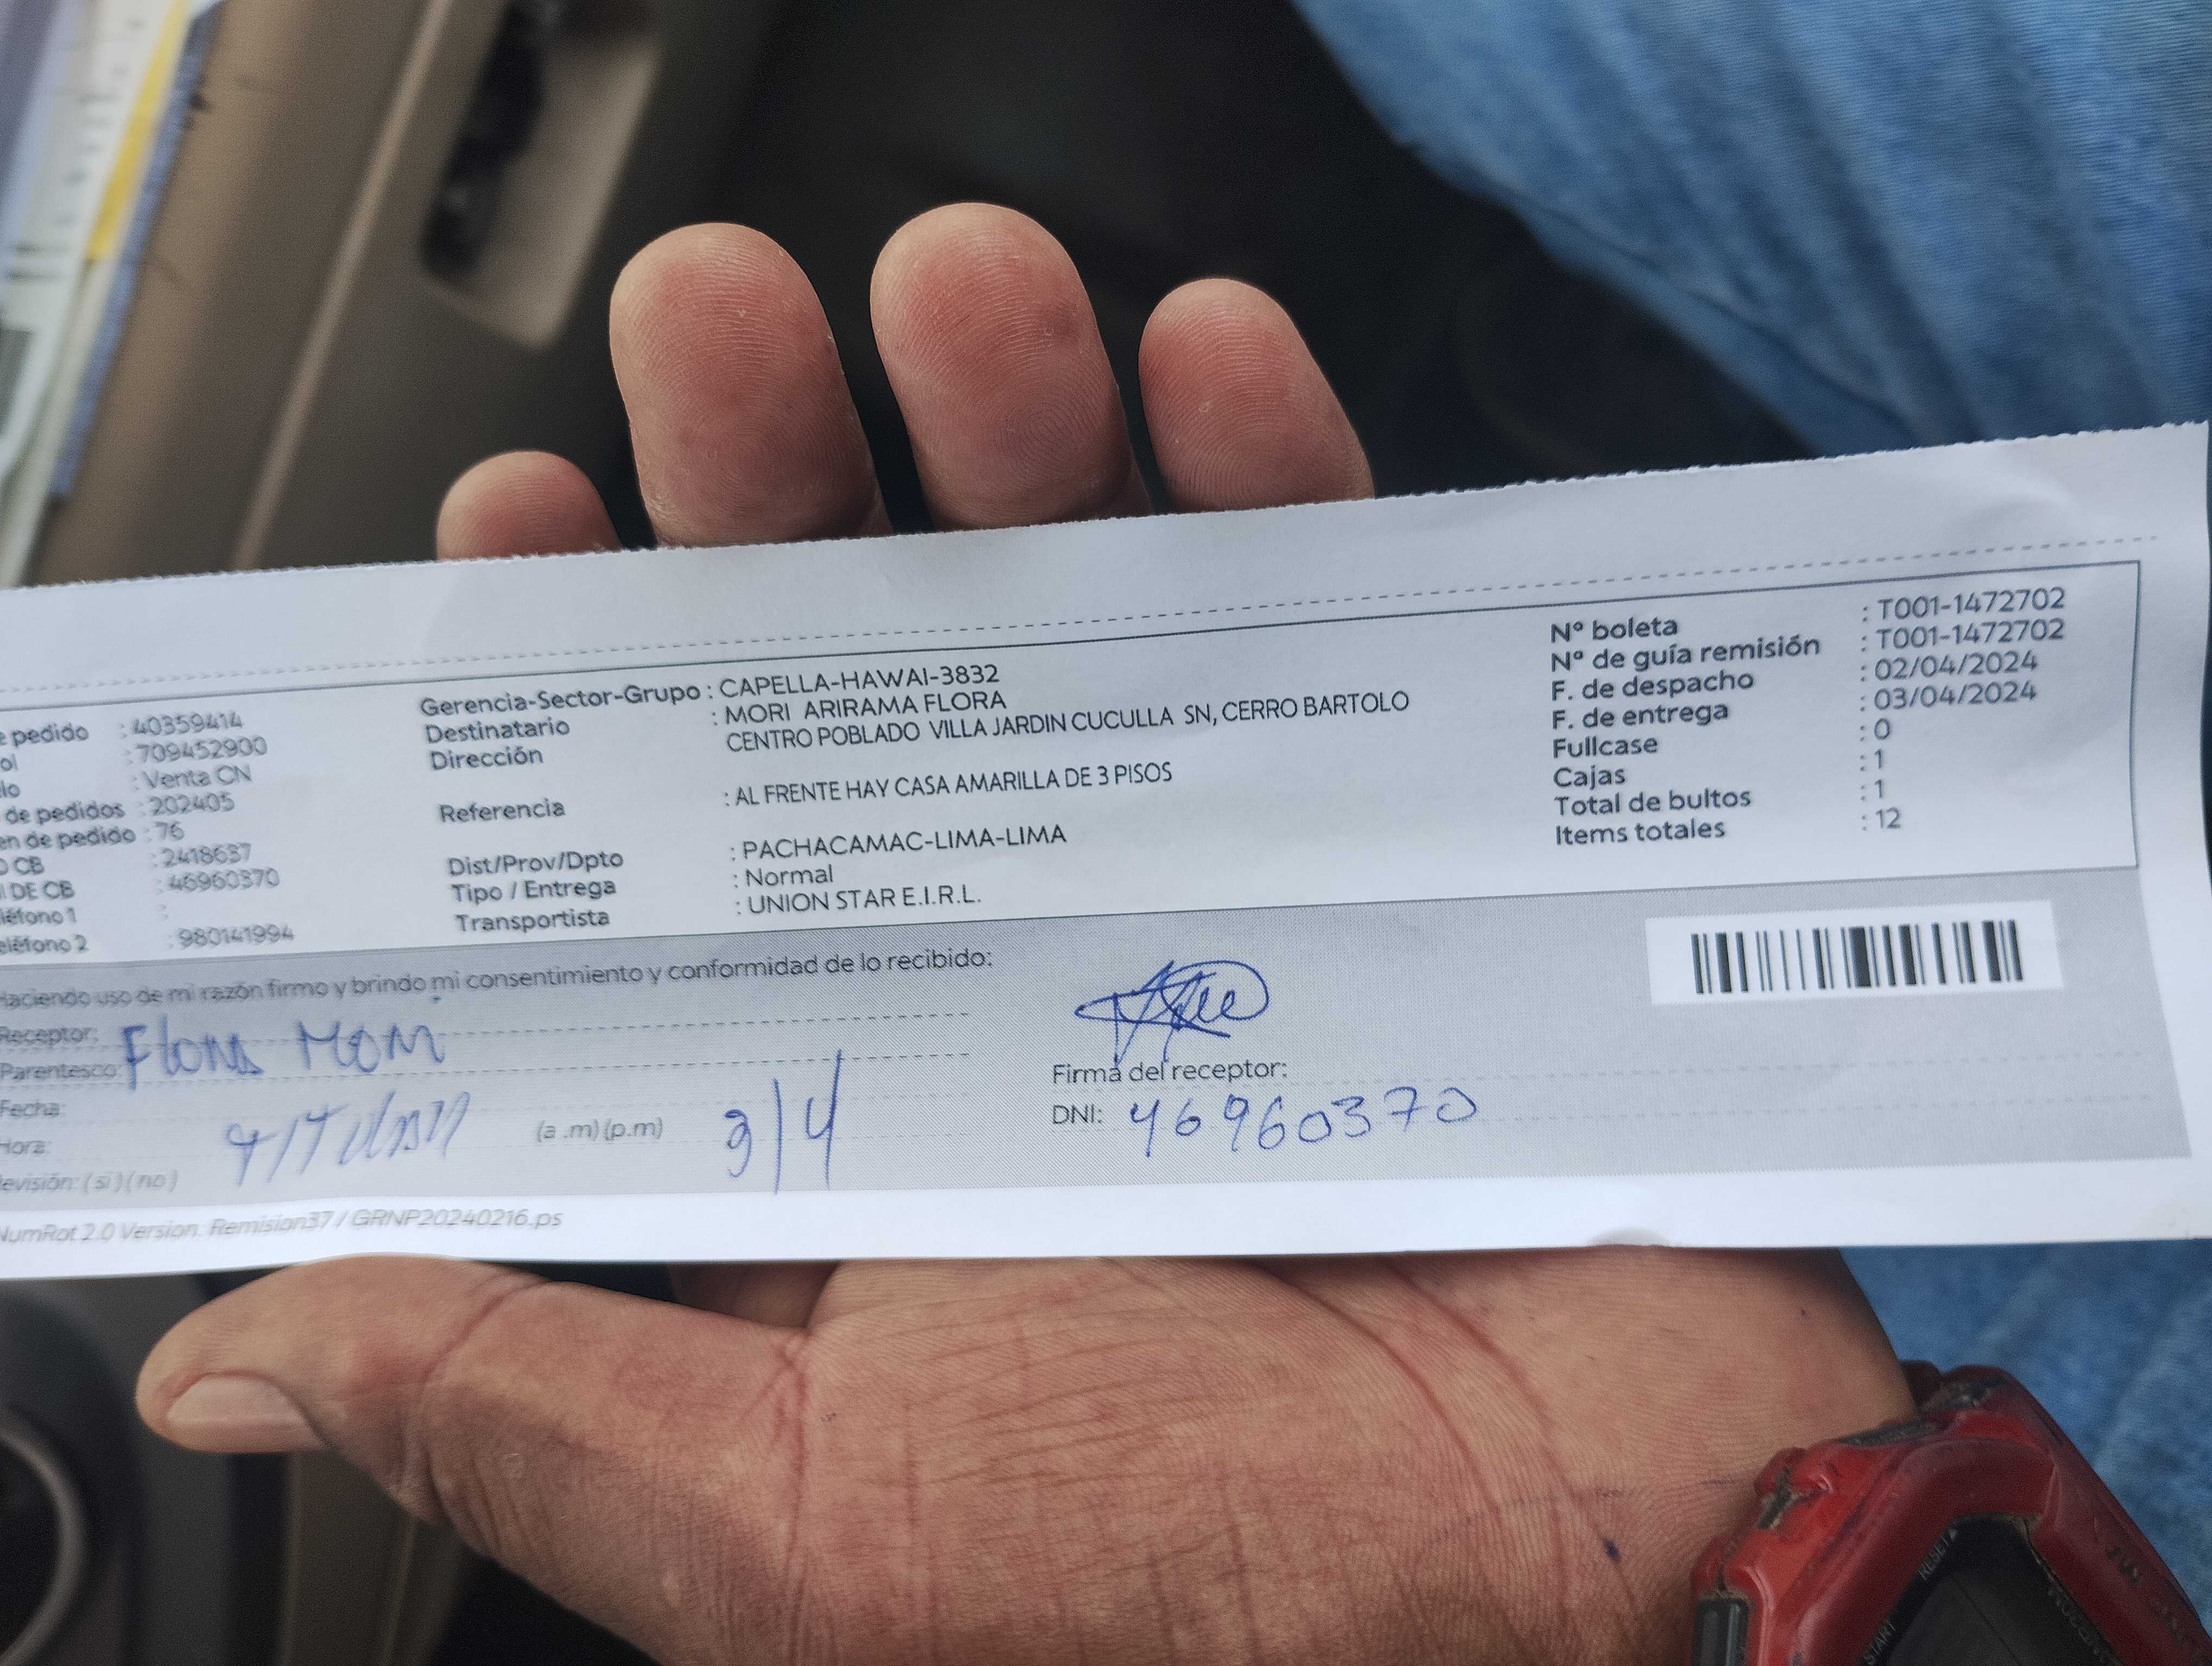 e pedido : 40359414
ol : 709452900
lo : Venta CN
de pedidos : 202405
en de pedido : 76
O CB : 2418637
I DE CB : 46960370
léfono 1 :
eléfono 2 : 980141994
Gerencia-Sector-Grupo : CAPELLA-HAWAI-3832
Destinatario : MORI ARIRAMA FLORA
Dirección CENTRO POBLADO VILLA JARDIN CUCULLA SN, CERRO BARTOLO
Referencia : AL FRENTE HAY CASA AMARILLA DE 3 PISOS
Dist/Prov/Dpto : PACHACAMAC-LIMA-LIMA
Tipo / Entrega : Normal
Transportista : UNION STAR E.I.R.L.
Nº boleta : T001-1472702
Nº de guía remisión : T001-1472702
F. de despacho : 02/04/2024
F. de entrega : 03/04/2024
Fullcase : 0
Cajas : 1
Total de bultos : 1
Items totales : 12
Haciendo uso de mi razón firmo y brindo mi consentimiento y conformidad de lo recibido:
Receptor: Flora Mori
Parentesco:
Fecha:
Hora: (a .m) (p.m) 3/4
evisión: ( si ) ( no )
Firma del receptor:
DNI: 46960370
NumRot 2.0 Version. Remision37 / GRNP20240216.ps
RESET
START